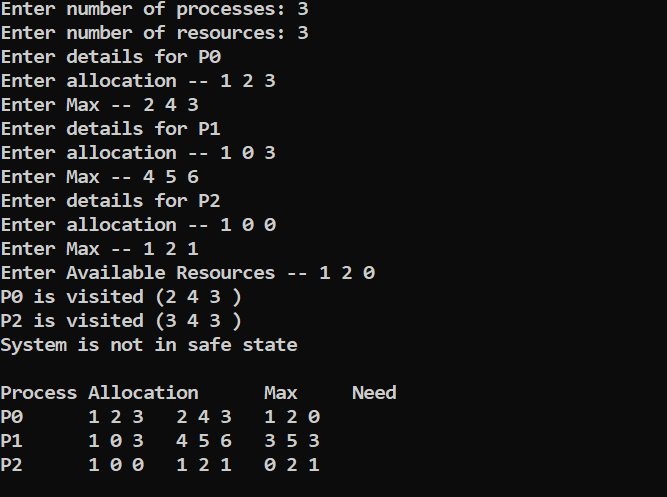 Enter number of processes: 3
Enter number of resources: 3
Enter details for P0
Enter allocation -- 1 2 3
Enter Max -- 2 4 3
Enter details for P1
Enter allocation -- 1 0 3
Enter Max -- 4 5 6
Enter details for P2
Enter allocation -- 1 0 0
Enter Max -- 1 2 1
Enter Available Resources -- 1 2 0
P0 is visited (2 4 3 )
P2 is visited (3 4 3 )
System is not in safe state
Process Allocation Max Need
P0 1 2 3 2 4 3 1 2 0
P1 1 0 3 4 5 6 3 5 3
P2 1 0 0 1 2 1 0 2 1